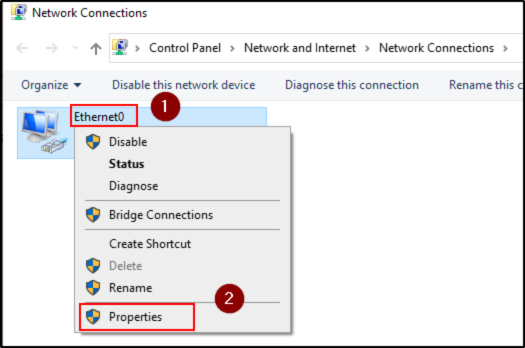 Network Connections
Control Panel > Network and Internet > Network Connections >
Organize Disable this network device Diagnose this connection Rename this c
Ethernet0
1
Disable
Status
Diagnose
Bridge Connections
Create Shortcut
Delete
Rename
2
Properties